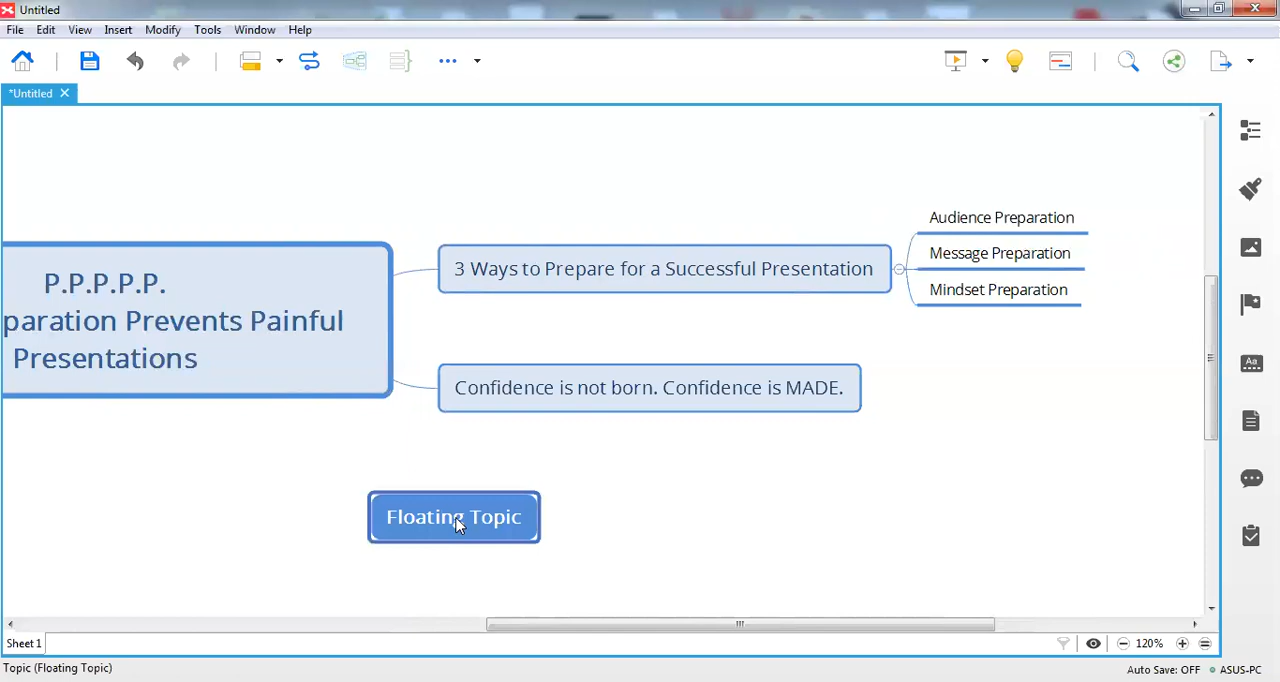 Untitled
File Edit View Insert Modify Tools Window Help
*Untitled
P.P.P.P.P.
paration Prevents Painful
Presentations
3 Ways to Prepare for a Successful Presentation
Audience Preparation
Message Preparation
Mindset Preparation
Confidence is not born. Confidence is MADE.
Floating Topic
Aa
Sheet 1
120%
Topic (Floating Topic)
Auto Save: OFF
ASUS-PC